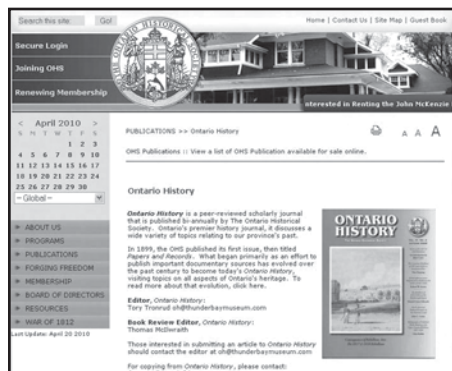 Search this site:
Go!
Home | Contact Us | Site Map | Guest Book
THE ONTARIO HISTORICAL SOCIETY
Secure Login
Joining OHS
Renewing Membership
interested in Renting the John McKenzie
< April 2010 >
S M T W T F S
1 2 3
4 5 6 7 8 9 10
11 12 13 14 15 16 17
18 19 20 21 22 23 24
25 26 27 28 29 30
-- Global --
» ABOUT US
» PROGRAMS
» PUBLICATIONS
» FORGING FREEDOM
» MEMBERSHIP
» BOARD OF DIRECTORS
» RESOURCES
» WAR OF 1812
Last Update: April 20 2010
PUBLICATIONS >> Ontario History
A A A
OHS Publications :: View a list of OHS Publication available for sale online.
Ontario History
Ontario History is a peer-reviewed scholarly journal
that is published bi-annually by The Ontario Historical
Society. Ontario's premier history journal, it discusses a
wide variety of topics relating to our province's past.
In 1899, the OHS published its first issue, then titled
Papers and Records. What began primarily as an effort to
publish important documentary sources has evolved over
the past century to become today's Ontario History,
visiting topics on all aspects of Ontario's heritage. To
read more about that evolution, click here.
Editor, Ontario History:
Tory Tronrud oh@thunderbaymuseum.com
Book Review Editor, Ontario History:
Thomas McIlwraith
Those interested in submitting an article to Ontario History
should contact the editor at oh@thunderbaymuseum.com
For copying from Ontario History, please contact:
ONTARIO
HISTORY